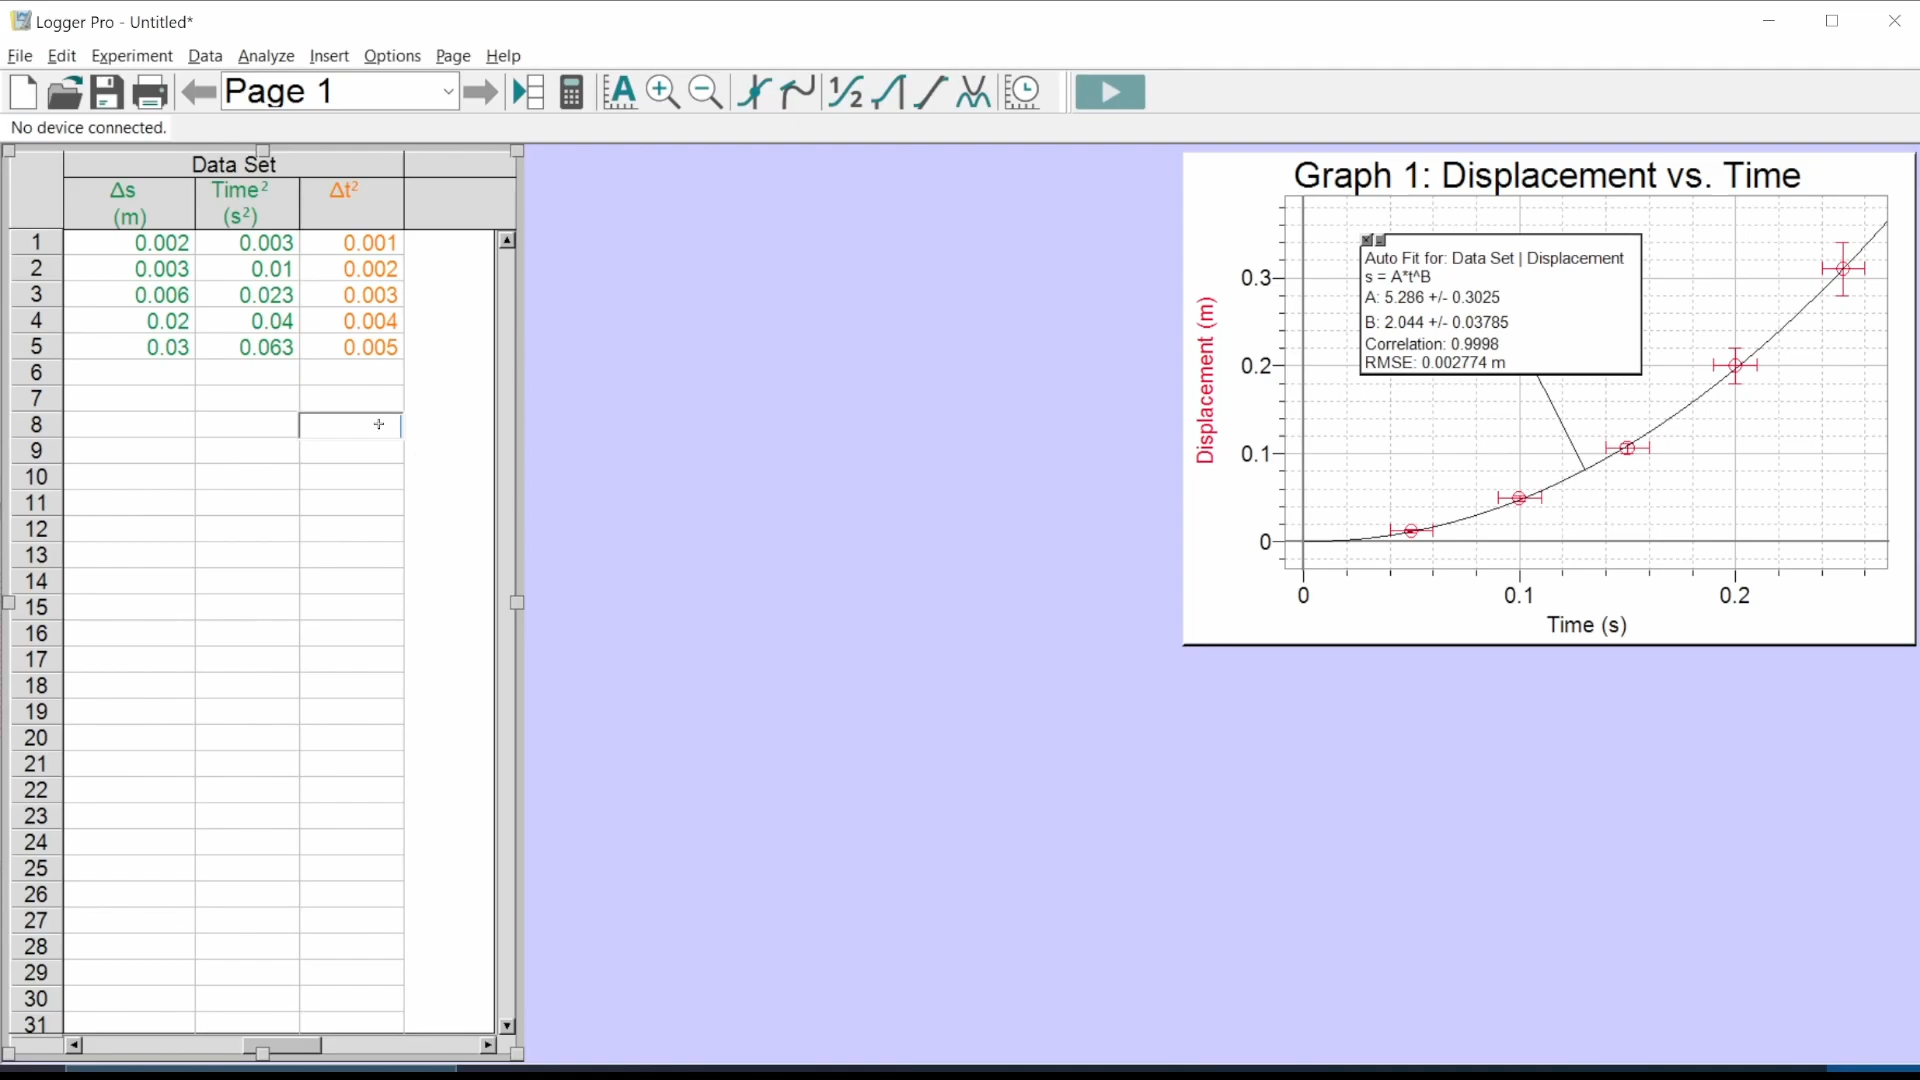 Logger Pro - Untitled*
File Edit Experiment Data Analyze Insert Options Page Help
Page 1
No device connected.
Data Set
Δs Time² Δt²
(m) (s²)
1 0.002 0.003 0.001
2 0.003 0.01 0.002
3 0.006 0.023 0.003
4 0.02 0.04 0.004
5 0.03 0.063 0.005
6
7
8
9
10
11
12
13
14
15
16
17
18
19
20
21
22
23
24
25
26
27
28
29
30
31
Graph 1: Displacement vs. Time
Auto Fit for: Data Set | Displacement
s = A*t^B
A: 5.286 +/- 0.3025
B: 2.044 +/- 0.03785
Correlation: 0.9998
RMSE: 0.002774 m
Displacement (m)
0.3
0.2
0.1
0
0 0.1 0.2
Time (s)